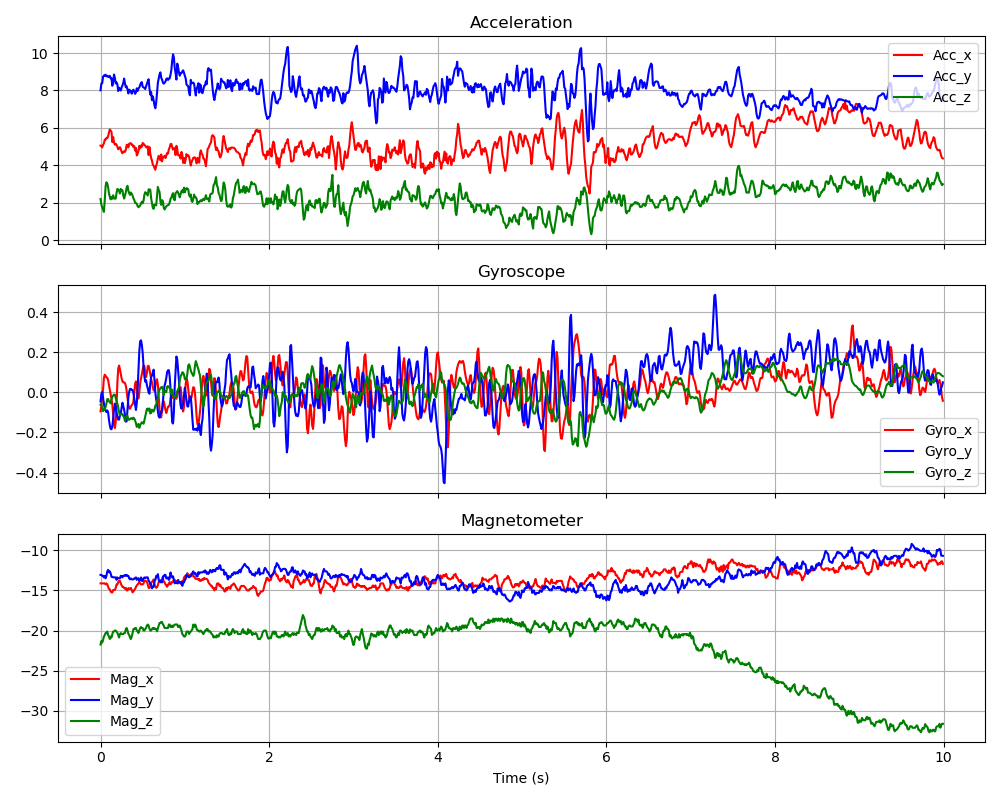 Acceleration
10
8
6
4
2
0
Acc_x
Acc_y
Acc_z
Gyroscope
0.4
0.2
0.0
−0.2
−0.4
Gyro_x
Gyro_y
Gyro_z
Magnetometer
−10
−15
−20
−25
−30
Mag_x
Mag_y
Mag_z
0 2 4 6 8 10
Time (s)